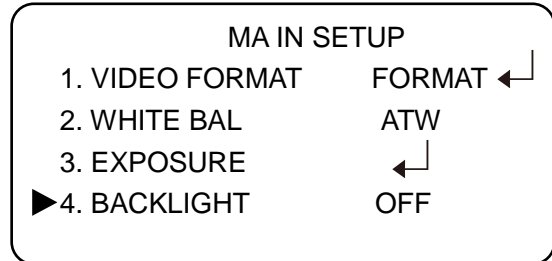 MA IN SETUP
1. VIDEO FORMAT FORMAT
2. WHITE BAL ATW
3. EXPOSURE
4. BACKLIGHT OFF